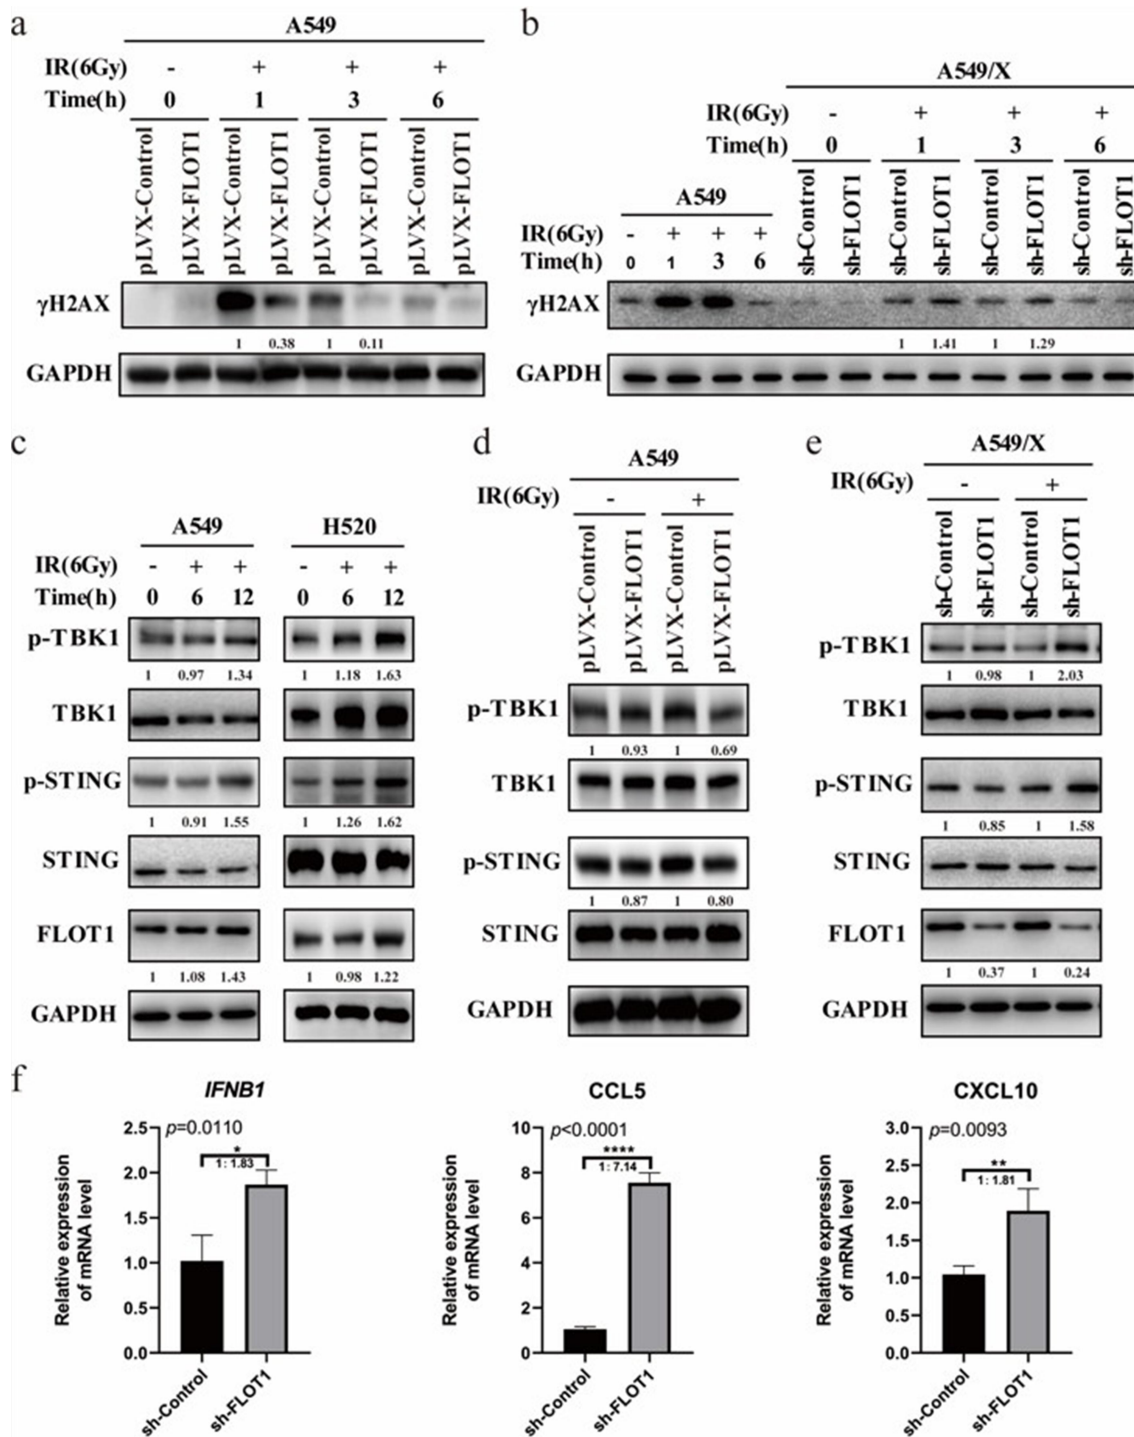 a
A549
IR(6Gy) - + + +
Time(h) 0 1 3 6
pLVX-Control pLVX-FLOT1 pLVX-Control pLVX-FLOT1 pLVX-Control pLVX-FLOT1 pLVX-Control pLVX-FLOT1
γH2AX
1 0.38 1 0.11
GAPDH
b
A549/X
IR(6Gy) - + + +
Time(h) 0 1 3 6
sh-Control sh-FLOT1 sh-Control sh-FLOT1 sh-Control sh-FLOT1 sh-Control sh-FLOT1
A549
IR(6Gy) - + + +
Time(h) 0 1 3 6
γH2AX
1 1.41 1 1.29
GAPDH
c
A549 H520
IR(6Gy) - + + - + +
Time(h) 0 6 12 0 6 12
p-TBK1
1 0.97 1.34 1 1.18 1.63
TBK1
p-STING
1 0.91 1.55 1 1.26 1.62
STING
FLOT1
1 1.08 1.43 1 0.98 1.22
GAPDH
d
A549
IR(6Gy) - +
pLVX-Control pLVX-FLOT1 pLVX-Control pLVX-FLOT1
p-TBK1
1 0.93 1 0.69
TBK1
p-STING
1 0.87 1 0.80
STING
GAPDH
e
A549/X
IR(6Gy) - +
sh-Control sh-FLOT1 sh-Control sh-FLOT1
p-TBK1
1 0.98 1 2.03
TBK1
p-STING
1 0.85 1 1.58
STING
FLOT1
1 0.37 1 0.24
GAPDH
f
IFNB1
p=0.0110
*
1: 1.83
Relative expression
of mRNA level
2.5
2.0
1.5
1.0
0.5
0.0
sh-Control sh-FLOT1
CCL5
p<0.0001
****
1: 7.14
Relative expression
of mRNA level
10
8
6
4
2
0
sh-Control sh-FLOT1
CXCL10
p=0.0093
**
1: 1.81
Relative expression
of mRNA level
3.0
2.5
2.0
1.5
1.0
0.5
0.0
sh-Control sh-FLOT1